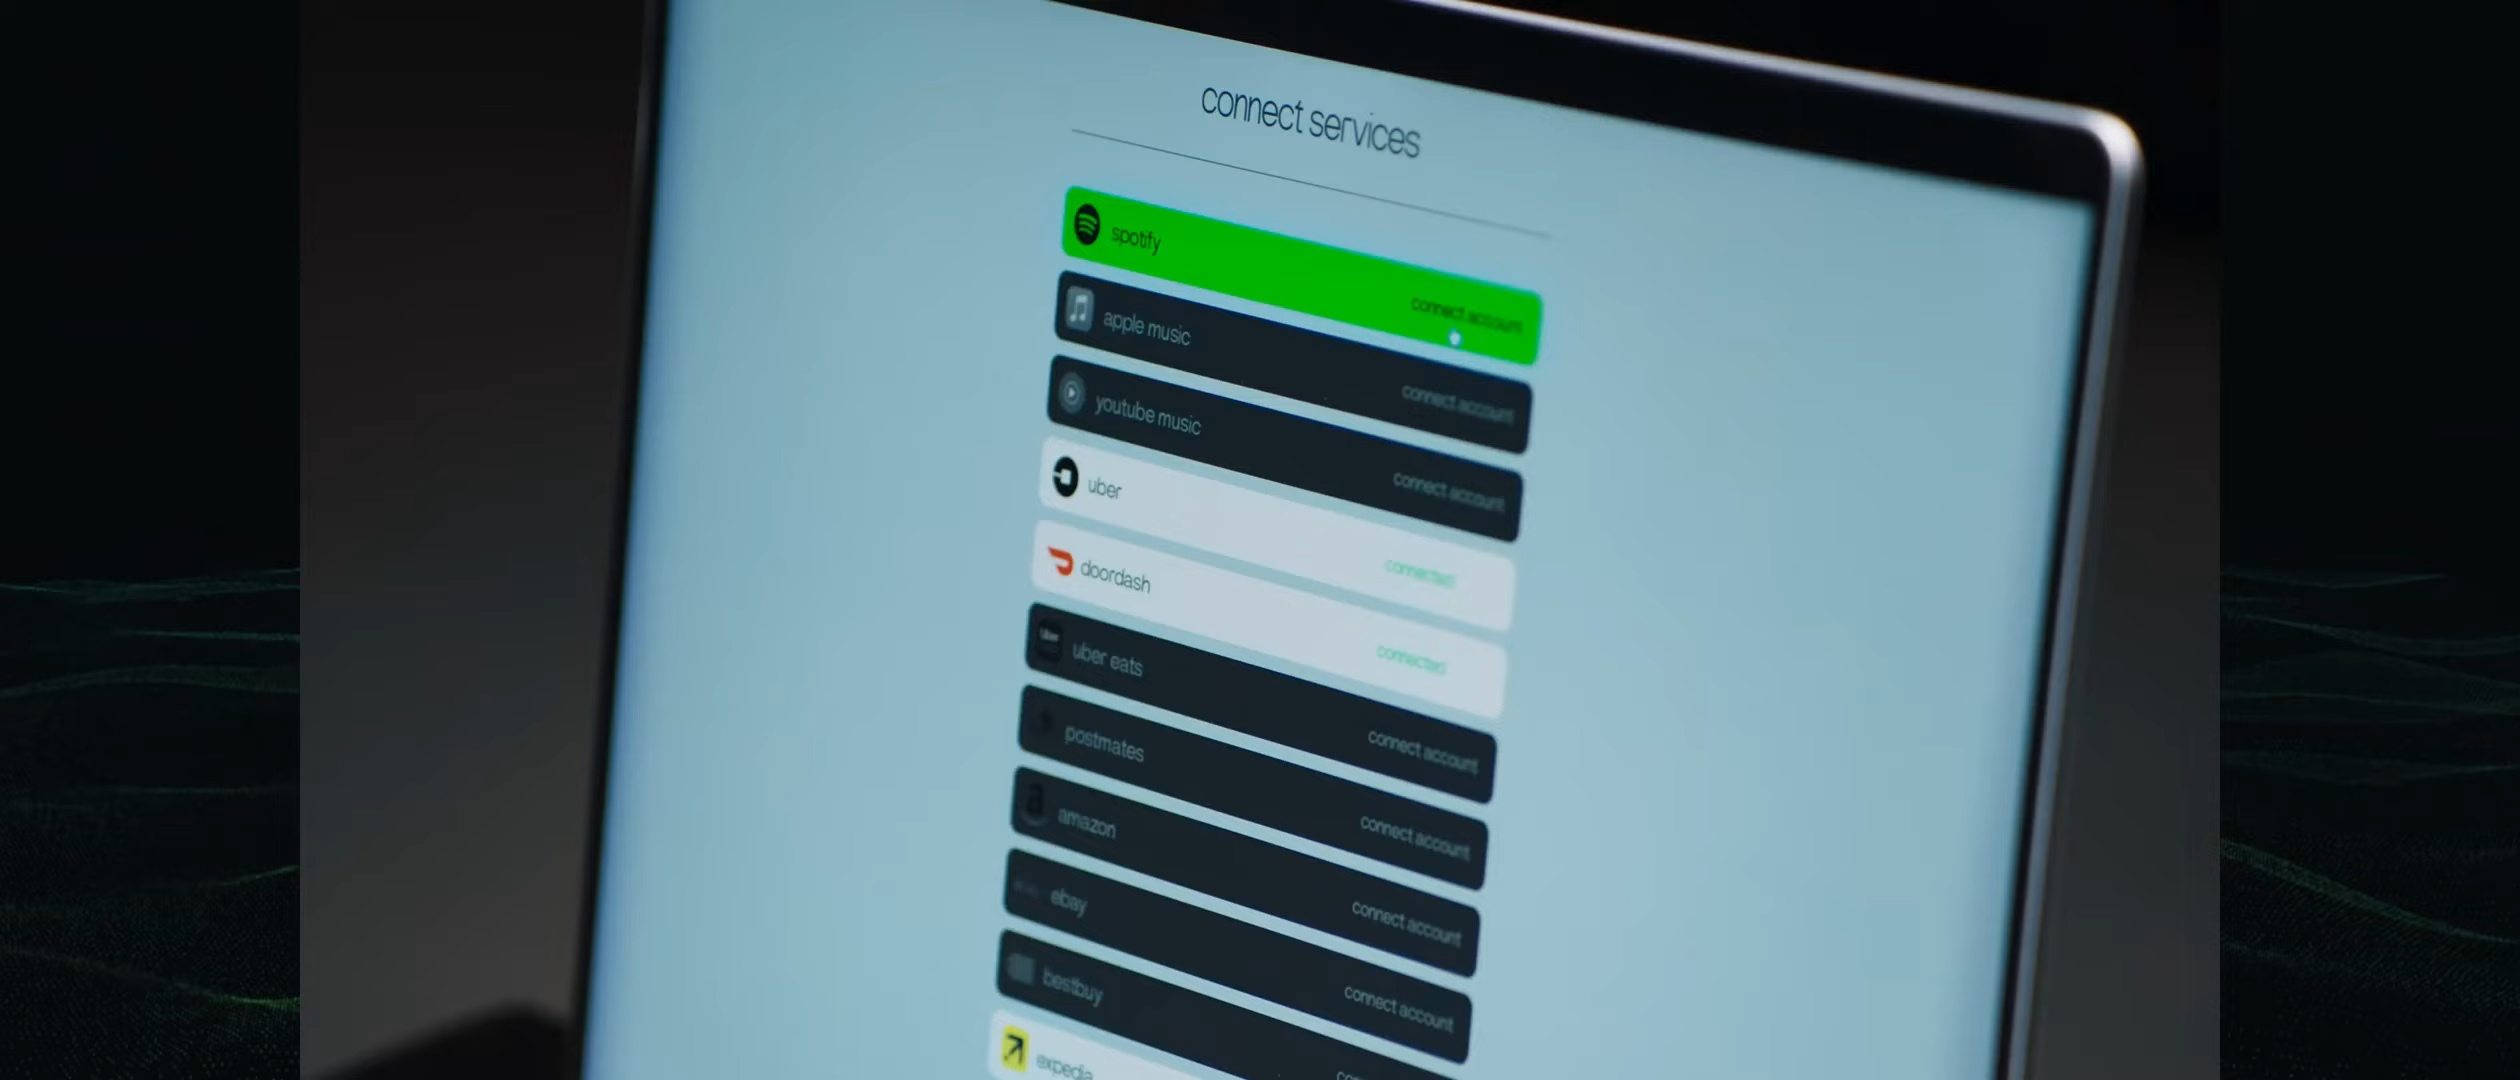 connect services
spotify
connect account
apple music
connect account
youtube music
connect account
uber
connected
doordash
connected
Uber
uber eats
connect account
postmates
connect account
amazon
connect account
ebay
connect account
bestbuy
expedia